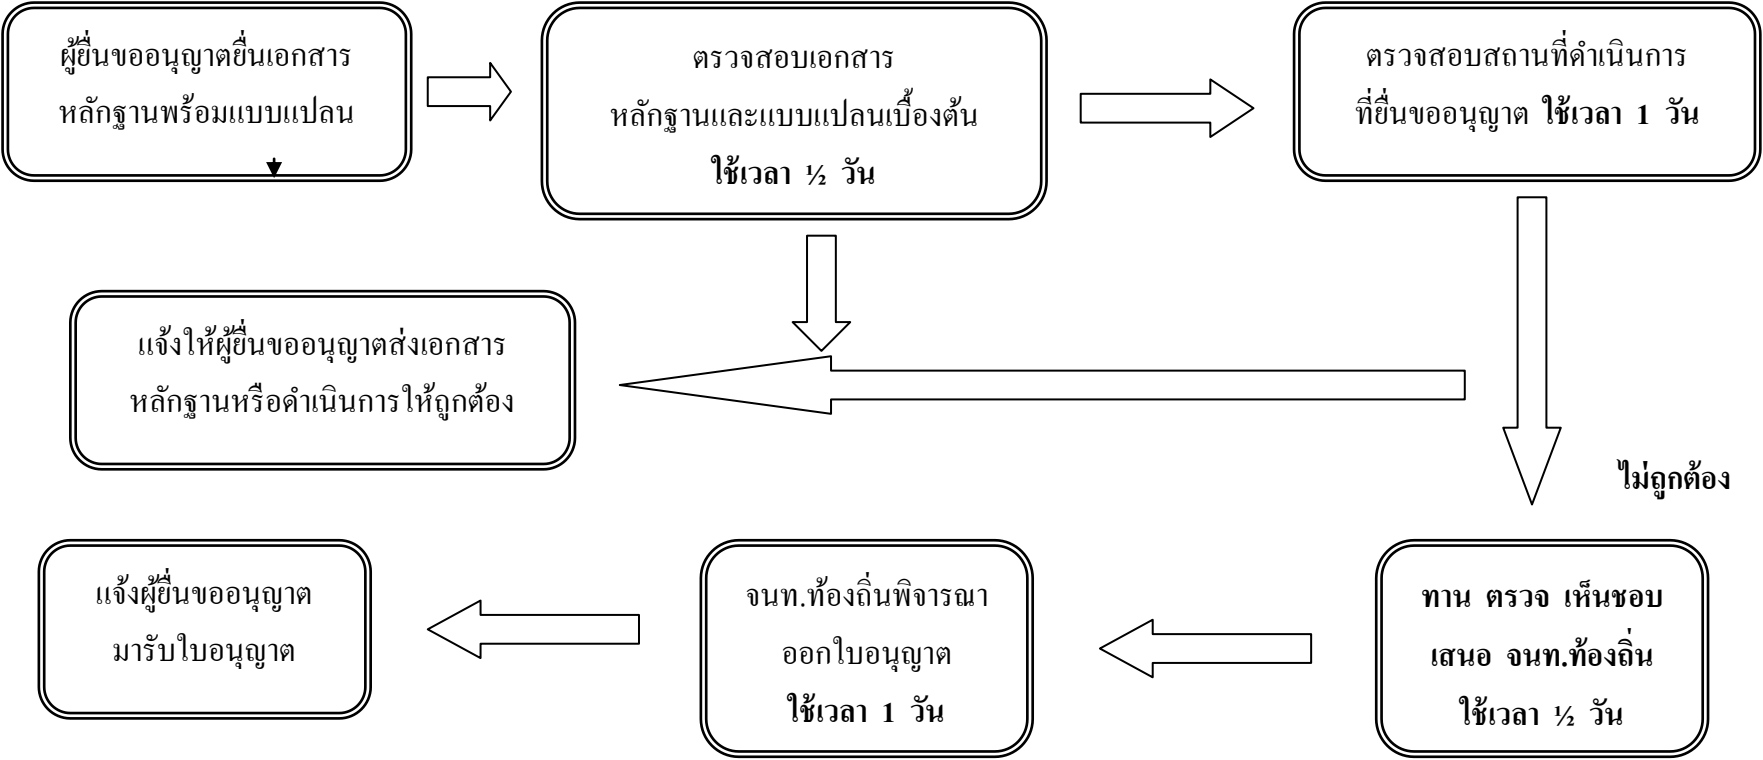 ผู้ยื่นขออนุญาตยื่นเอกสาร
หลักฐานพร้อมแบบแปลน
ตรวจสอบเอกสาร
หลักฐานและแบบแปลนเบื้องต้น
ใช้เวลา ½ วัน
ตรวจสอบสถานที่ดำเนินการ
ที่ยื่นขออนุญาต ใช้เวลา 1 วัน
แจ้งให้ผู้ยื่นขออนุญาตส่งเอกสาร
หลักฐานหรือดำเนินการให้ถูกต้อง
ไม่ถูกต้อง
ทาน ตรวจ เห็นชอบ
เสนอ จนท.ท้องถิ่น
ใช้เวลา ½ วัน
จนท.ท้องถิ่นพิจารณา
ออกใบอนุญาต
ใช้เวลา 1 วัน
แจ้งผู้ยื่นขออนุญาต
มารับใบอนุญาต